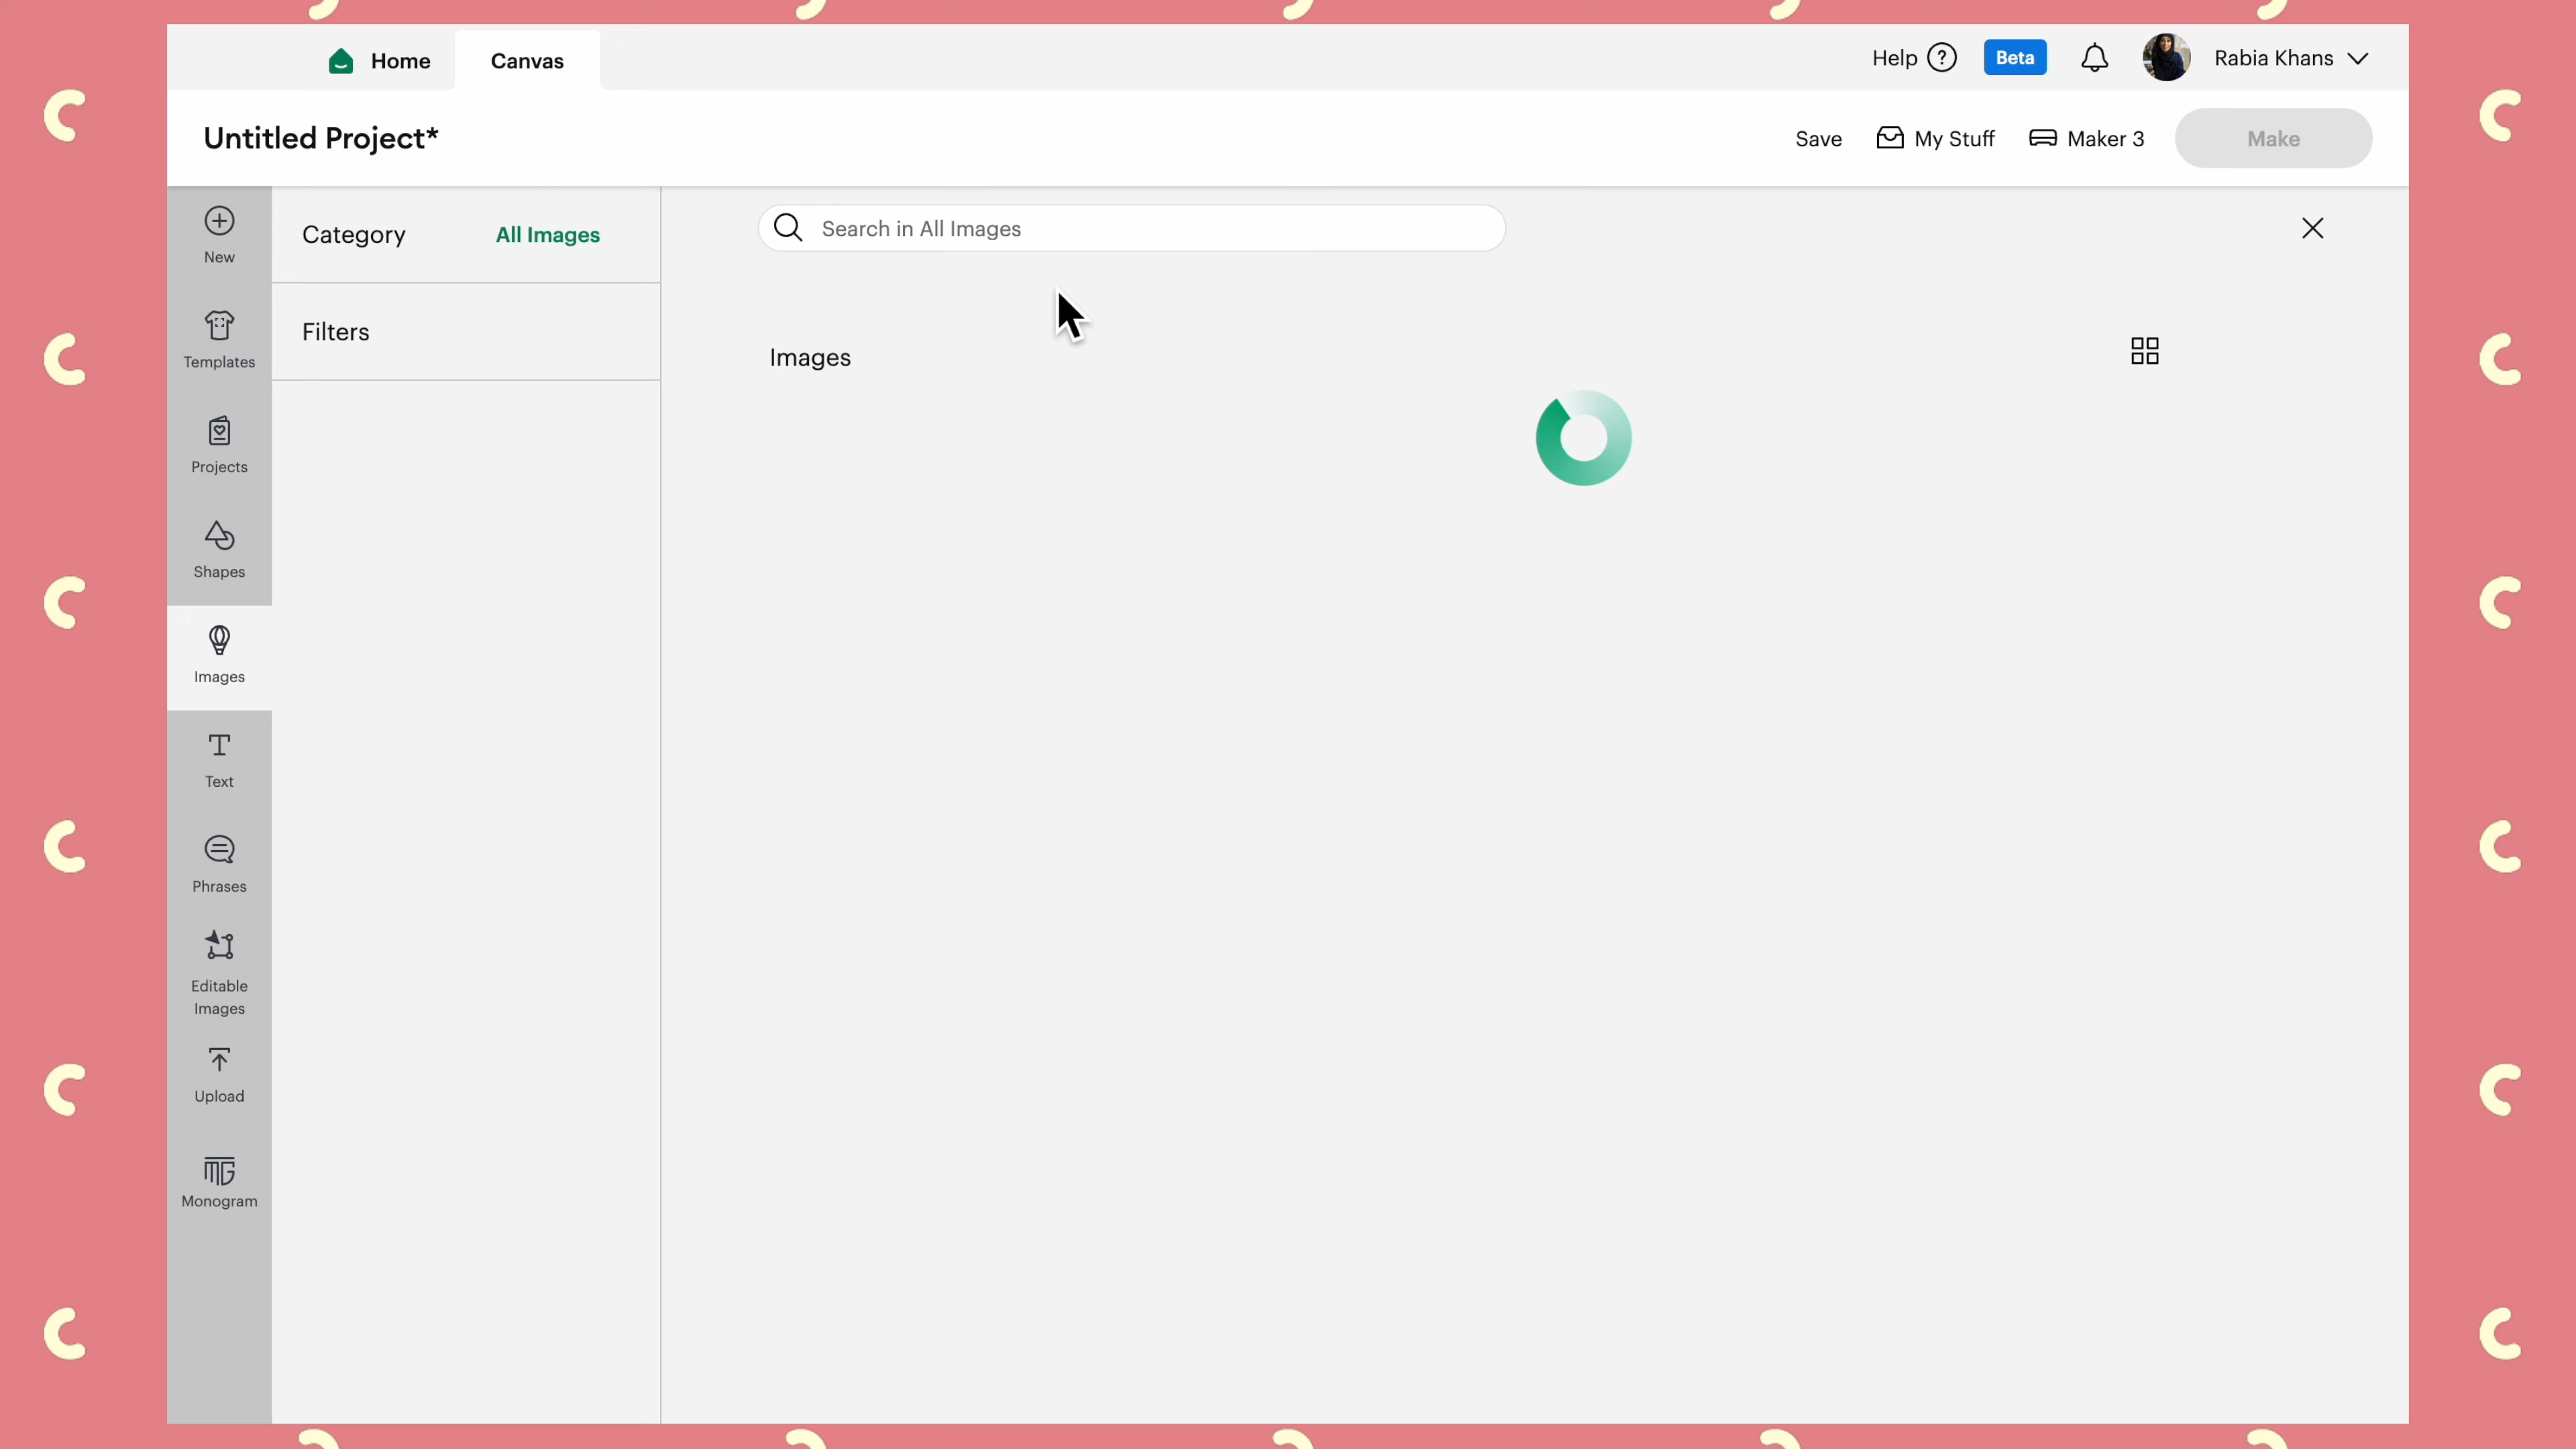 Home
Canvas
Help
Beta
Rabia Khans
Untitled Project*
Save
My Stuff
Maker 3
Make
New
Templates
Projects
Shapes
Images
Text
Phrases
Editable
Images
Upload
Monogram
Category
All Images
Filters
Search in All Images
Images